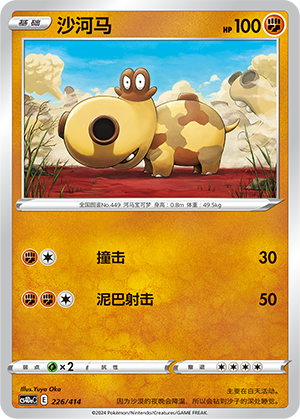 基础 沙河马 HP 100
全国图鉴No.449 河马宝可梦 身高：0.8m 体重：49.5kg
撞击 30
泥巴射击 50
弱点 ×2 抗性 撤退
Illus.Yuya Oka
E 226/414
主要在白天活动。
因为沙漠的夜晚会降温，所以会钻到沙子的深处睡觉。
©2024 Pokémon/Nintendo/Creatures/GAME FREAK.